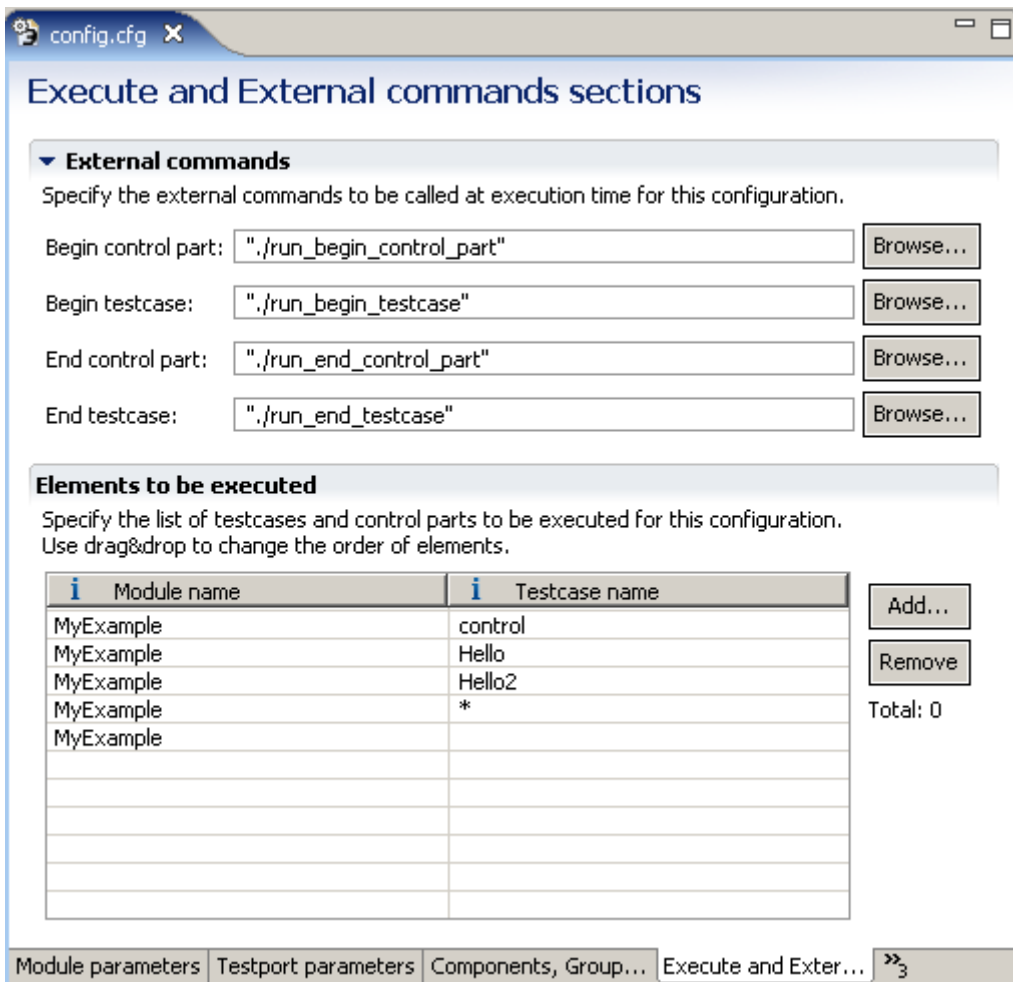 config.cfg
Execute and External commands sections
External commands
Specify the external commands to be called at execution time for this configuration.
Begin control part: "./run_begin_control_part" Browse...
Begin testcase: "./run_begin_testcase" Browse...
End control part: "./run_end_control_part" Browse...
End testcase: "./run_end_testcase" Browse...
Elements to be executed
Specify the list of testcases and control parts to be executed for this configuration.
Use drag&drop to change the order of elements.
i Module name i Testcase name
Add...
MyExample control
MyExample Hello
Remove
MyExample Hello2
MyExample *
Total: 0
MyExample
Module parameters Testport parameters Components, Group... Execute and Exter... »3